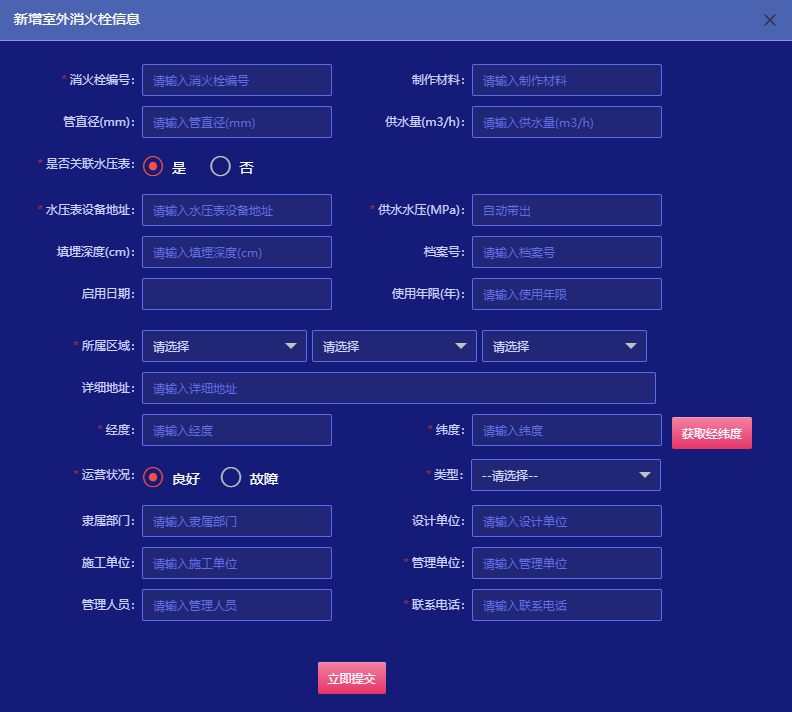 新增室外消火栓信息
* 消火栓编号： 请输入消火栓编号 制作材料： 请输入制作材料
管直径(mm)： 请输入管直径(mm) 供水量(m3/h)： 请输入供水量(m3/h)
* 是否关联水压表： 是 否
* 水压表设备地址： 请输入水压表设备地址 * 供水水压(MPa)： 自动带出
填埋深度(cm)： 请输入填埋深度(cm) 档案号： 请输入档案号
启用日期： 使用年限(年)： 请输入使用年限
* 所属区域： 请选择 请选择 请选择
详细地址： 请输入详细地址
* 经度： 请输入经度 * 纬度： 请输入纬度 获取经纬度
* 运营状况： 良好 故障 * 类型： --请选择--
隶属部门： 请输入隶属部门 设计单位： 请输入设计单位
施工单位： 请输入施工单位 * 管理单位： 请输入管理单位
管理人员： 请输入管理人员 * 联系电话： 请输入联系电话
立即提交